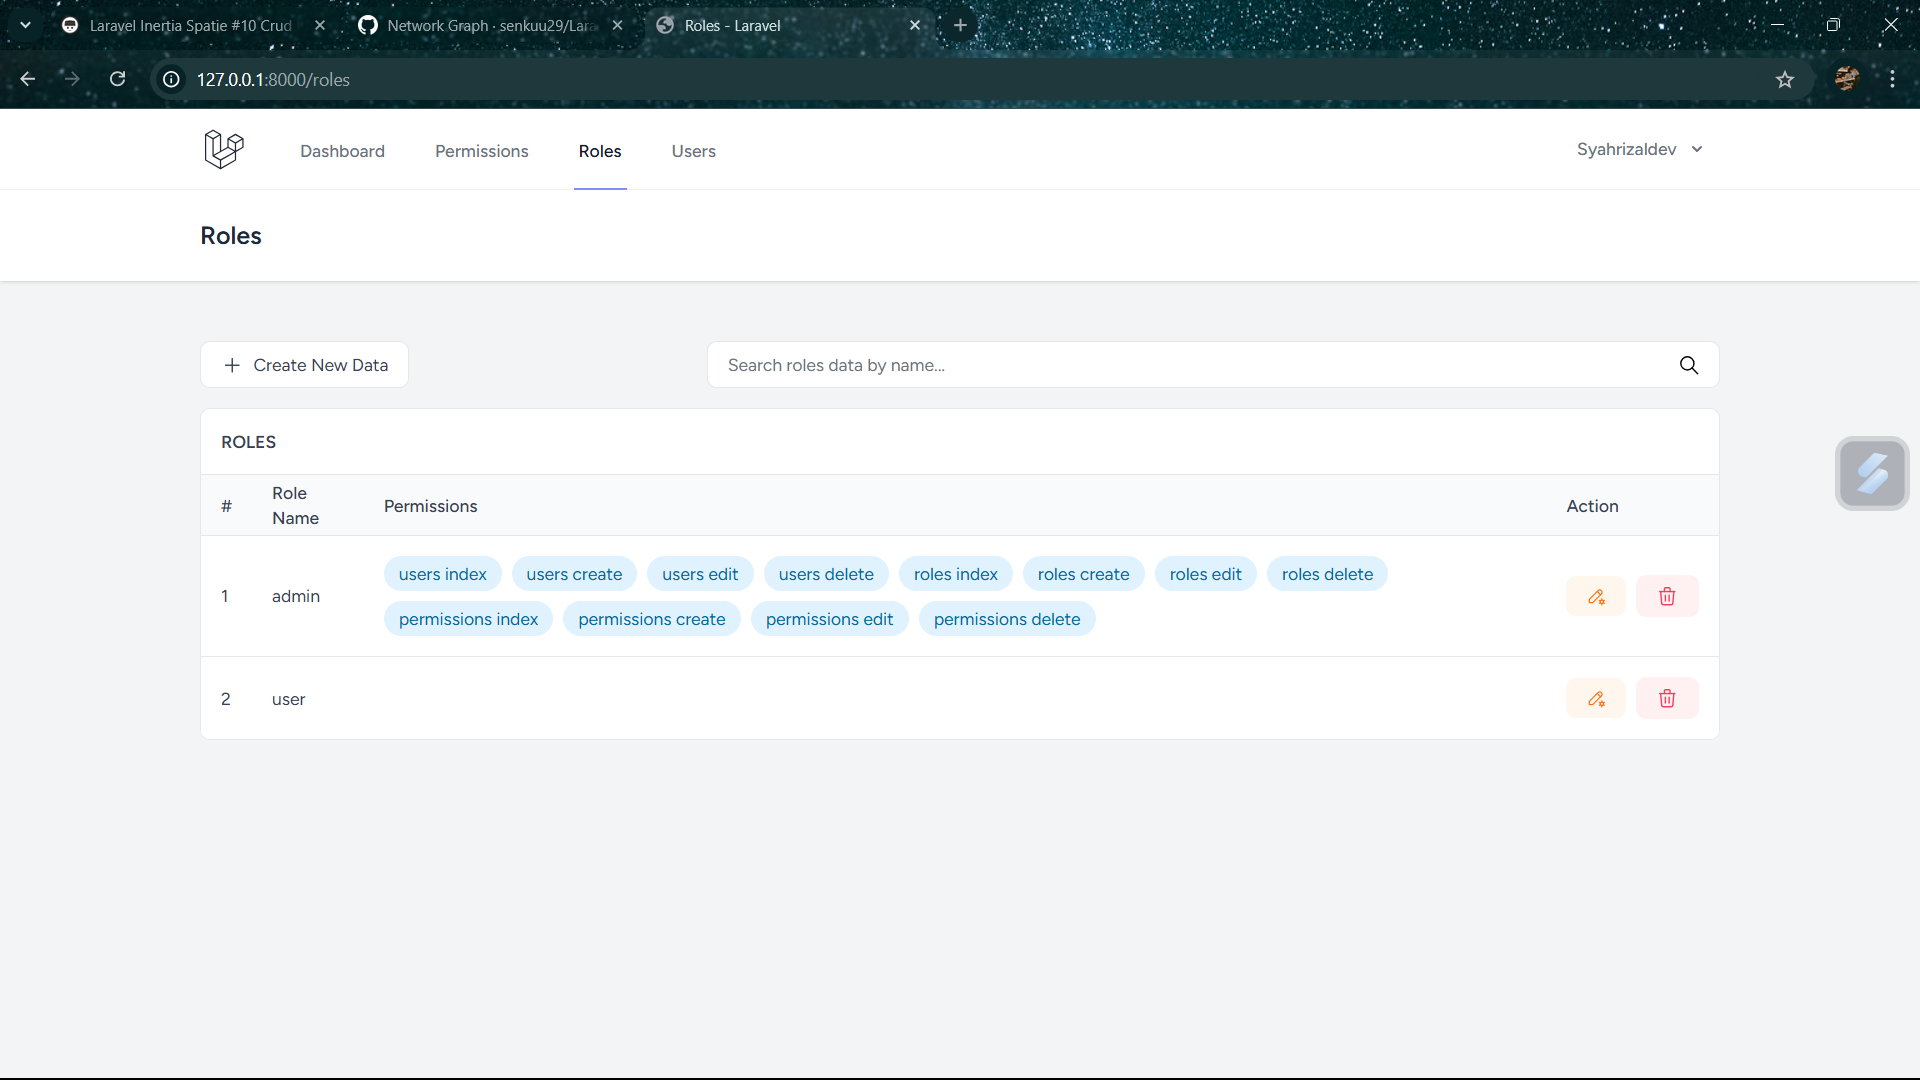 Laravel Inertia Spatie #10 Crud
Network Graph · senkuu29/Lara
Roles - Laravel
127.0.0.1:8000/roles
Dashboard
Permissions
Roles
Users
Syahrizaldev
Roles
Create New Data
Search roles data by name...
ROLES
# Role Name Permissions Action
1 admin users index users create users edit users delete roles index roles create roles edit roles delete
permissions index permissions create permissions edit permissions delete
2 user